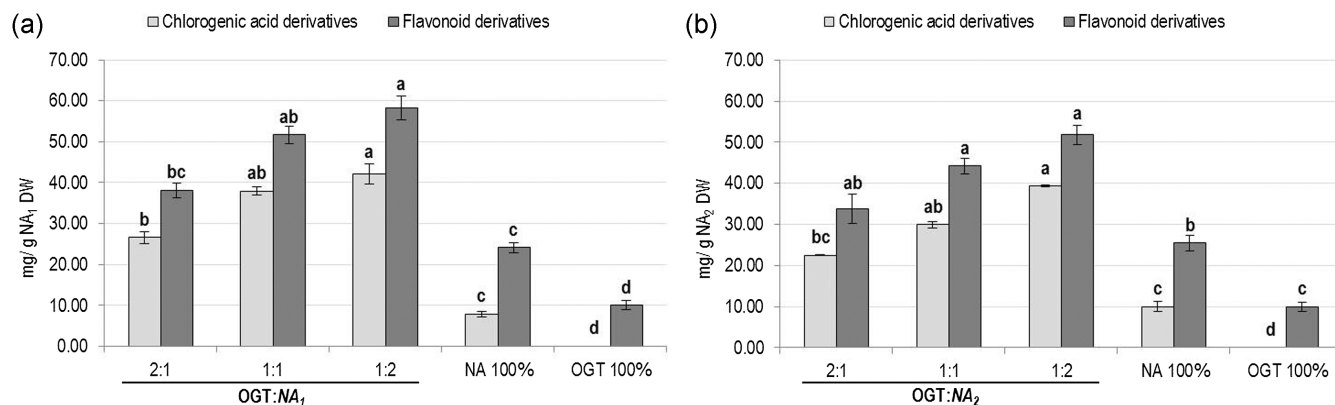 (a)
Chlorogenic acid derivatives Flavonoid derivatives
mg/ g NA₁ DW
70.00
60.00
50.00
40.00
30.00
20.00
10.00
0.00
b bc ab ab a a c c d d
2:1 1:1 1:2 NA 100% OGT 100%
OGT:NA₁
(b)
Chlorogenic acid derivatives Flavonoid derivatives
mg/ g NA₂ DW
70.00
60.00
50.00
40.00
30.00
20.00
10.00
0.00
bc ab ab a a a c b d c
2:1 1:1 1:2 NA 100% OGT 100%
OGT:NA₂